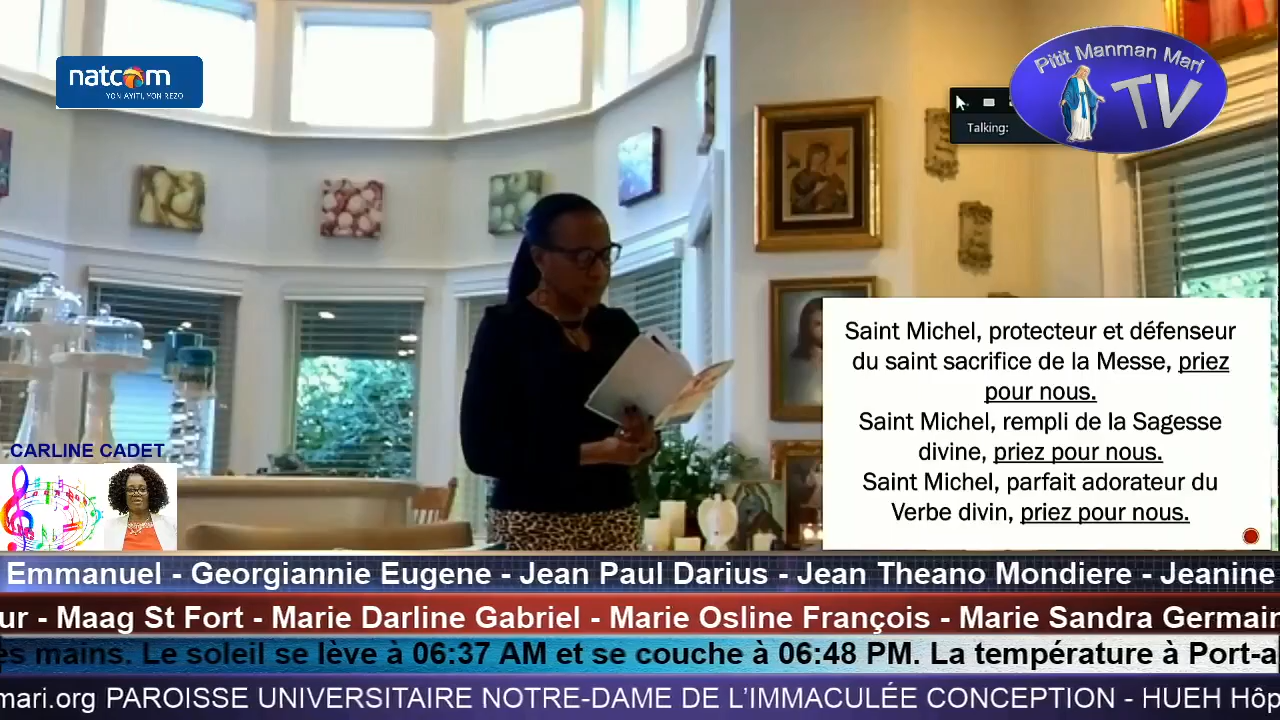 natcom
YON AYITI, YON REZO
Pitit Manman Mari
TV
Talking:
Saint Michel, protecteur et défenseur
du saint sacrifice de la Messe, priez
pour nous.
Saint Michel, rempli de la Sagesse
divine, priez pour nous.
Saint Michel, parfait adorateur du
Verbe divin, priez pour nous.
CARLINE CADET
Emmanuel - Georgiannie Eugene - Jean Paul Darius - Jean Theano Mondiere - Jeanine
ur - Maag St Fort - Marie Darline Gabriel - Marie Osline François - Marie Sandra Germain
es mains. Le soleil se lève à 06:37 AM et se couche à 06:48 PM. La température à Port-a
mari.org PAROISSE UNIVERSITAIRE NOTRE-DAME DE L’IMMACULÉE CONCEPTION - HUEH Hôp